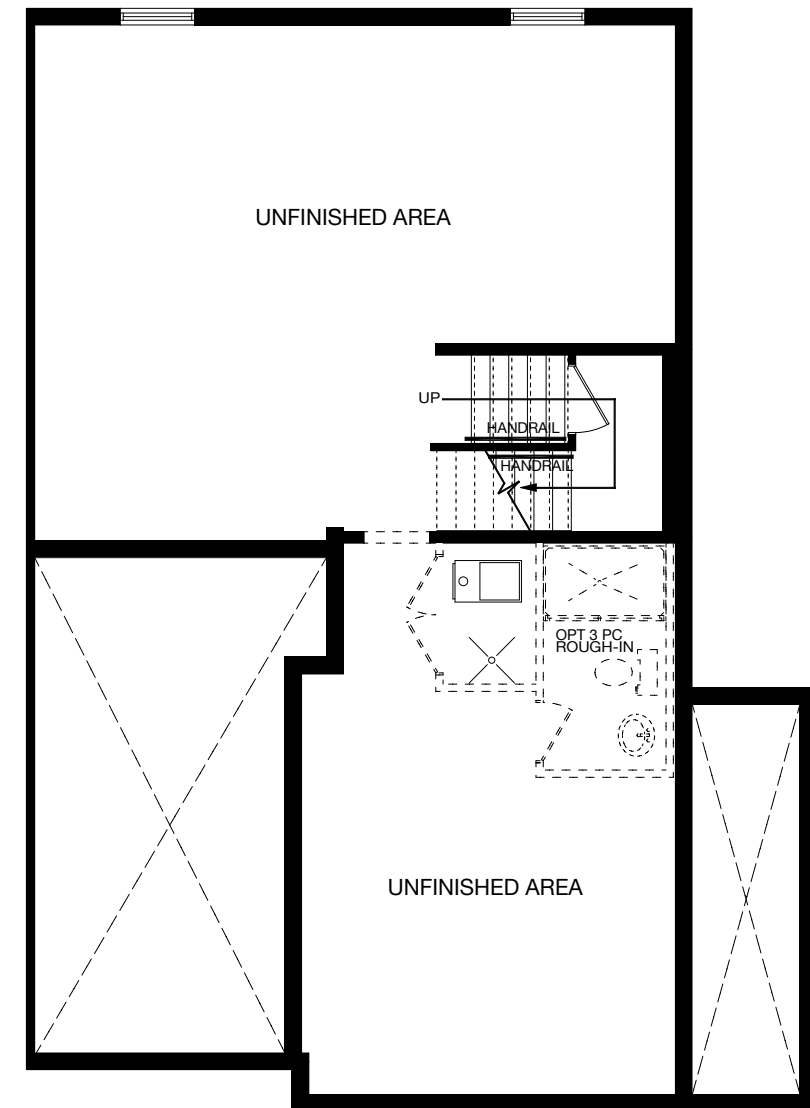 UNFINISHED AREA
UP
HANDRAIL
HANDRAIL
OPT 3 PC
ROUGH-IN
UNFINISHED AREA